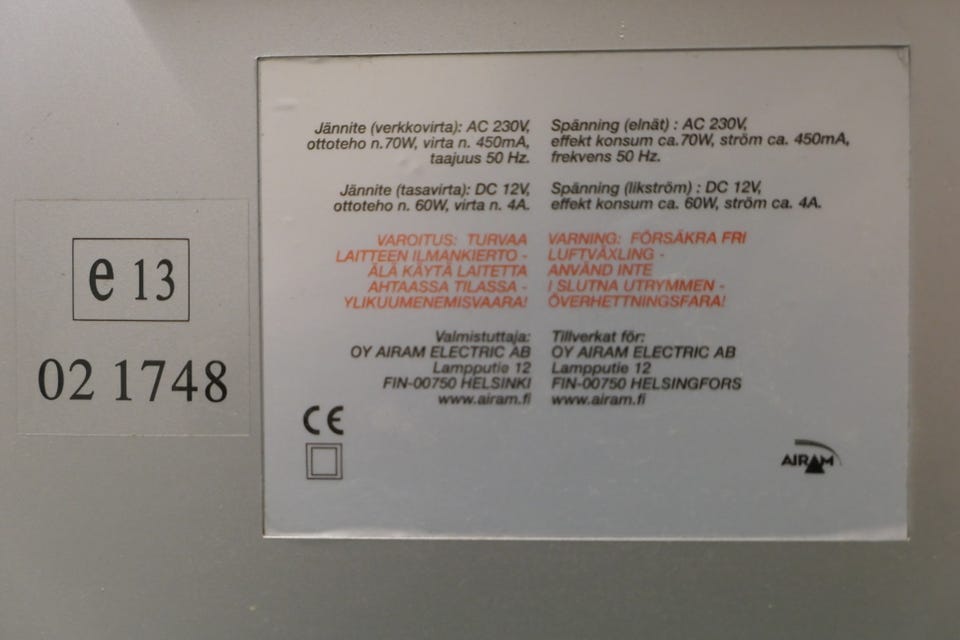 e 13
02 1748
Jännite (verkkovirta): AC 230V,
ottoteho n.70W, virta n. 450mA,
taajuus 50 Hz.
Jännite (tasavirta): DC 12V,
ottoteho n. 60W, virta n. 4A.
VAROITUS: TURVAA
LAITTEEN ILMANKIERTO -
ÄLÄ KÄYTÄ LAITETTA
AHTAASSA TILASSA -
YLIKUUMENEMISVAARA!
Valmistuttaja:
OY AIRAM ELECTRIC AB
Lampputie 12
FIN-00750 HELSINKI
www.airam.fi
Spänning (elnät) : AC 230V,
effekt konsum ca.70W, ström ca. 450mA,
frekvens 50 Hz.
Spänning (likström) : DC 12V,
effekt konsum ca. 60W, ström ca. 4A.
VARNING: FÖRSÄKRA FRI
LUFTVÄXLING -
ANVÄND INTE
I SLUTNA UTRYMMEN -
ÖVERHETTNINGSFARA!
Tillverkat för:
OY AIRAM ELECTRIC AB
Lampputie 12
FIN-00750 HELSINGFORS
www.airam.fi
CE
AIRAM